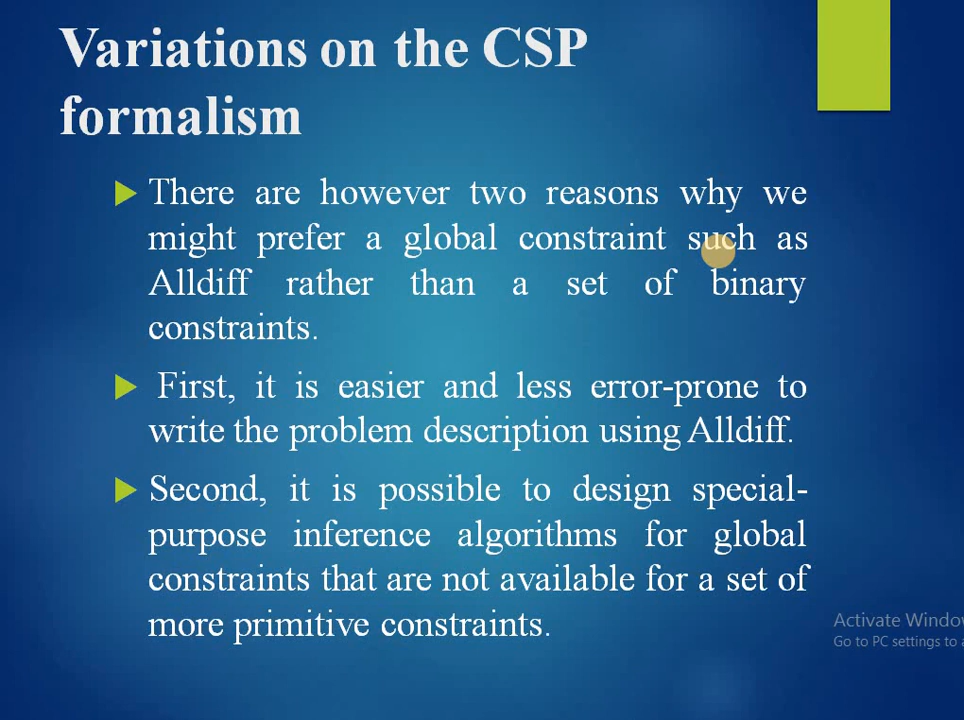 Variations on the CSP
formalism
There are however two reasons why we
might prefer a global constraint such as
Alldiff rather than a set of binary
constraints.
First, it is easier and less error-prone to
write the problem description using Alldiff.
Second, it is possible to design special-
purpose inference algorithms for global
constraints that are not available for a set of
more primitive constraints.
Activate Windo
Go to PC settings to a